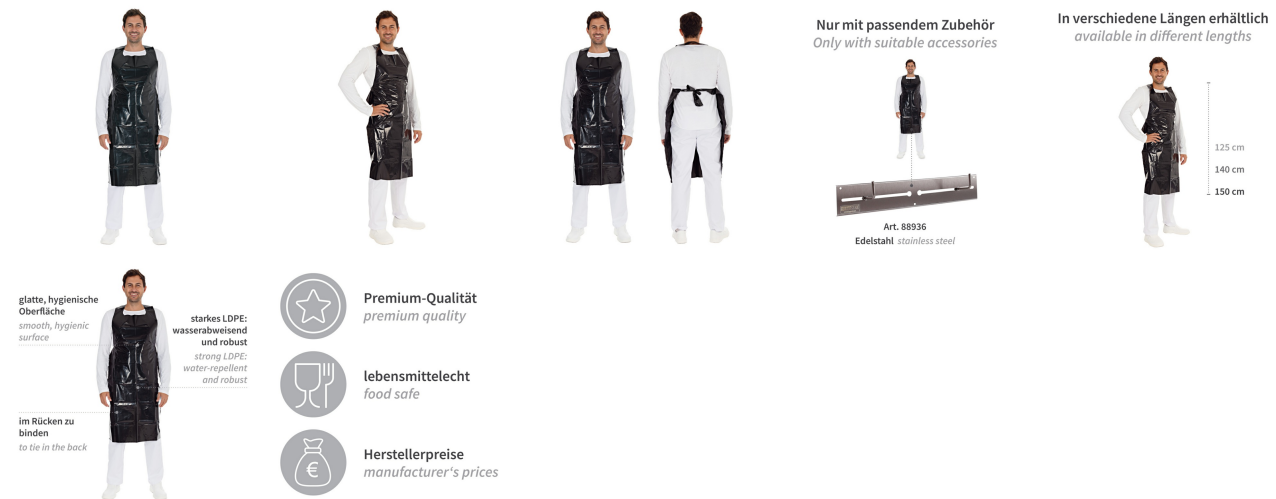 Nur mit passendem Zubehör
Only with suitable accessories
Art. 88936
Edelstahl stainless steel
In verschiedene Längen erhältlich
available in different lengths
125 cm
140 cm
150 cm
glatte, hygienische
Oberfläche
smooth, hygienic
surface
starkes LDPE:
wasserabweisend
und robust
strong LDPE:
water-repellent
and robust
im Rücken zu
binden
to tie in the back
Premium-Qualität
premium quality
lebensmittelecht
food safe
€
Herstellerpreise
manufacturer's prices